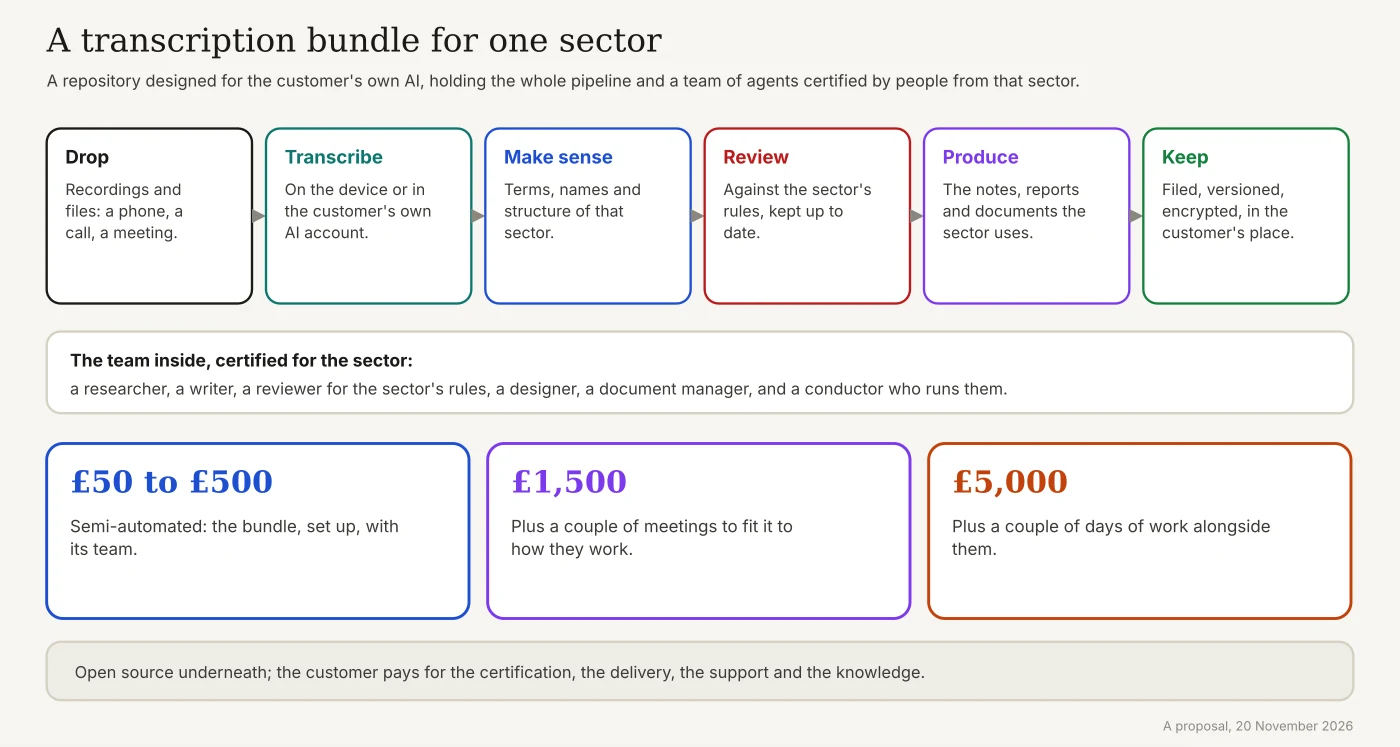 A transcription bundle for one sector
A repository designed for the customer's own AI, holding the whole pipeline and a team of agents certified by people from that sector.
Drop
Recordings and
files: a phone, a
call, a meeting.
Transcribe
On the device or in
the customer's own
AI account.
Make sense
Terms, names and
structure of that
sector.
Review
Against the sector's
rules, kept up to
date.
Produce
The notes, reports
and documents the
sector uses.
Keep
Filed, versioned,
encrypted, in the
customer's place.
The team inside, certified for the sector:
a researcher, a writer, a reviewer for the sector's rules, a designer, a document manager, and a conductor who runs them.
£50 to £500
Semi-automated: the bundle, set up, with
its team.
£1,500
Plus a couple of meetings to fit it to
how they work.
£5,000
Plus a couple of days of work alongside
them.
Open source underneath; the customer pays for the certification, the delivery, the support and the knowledge.
A proposal, 20 November 2026